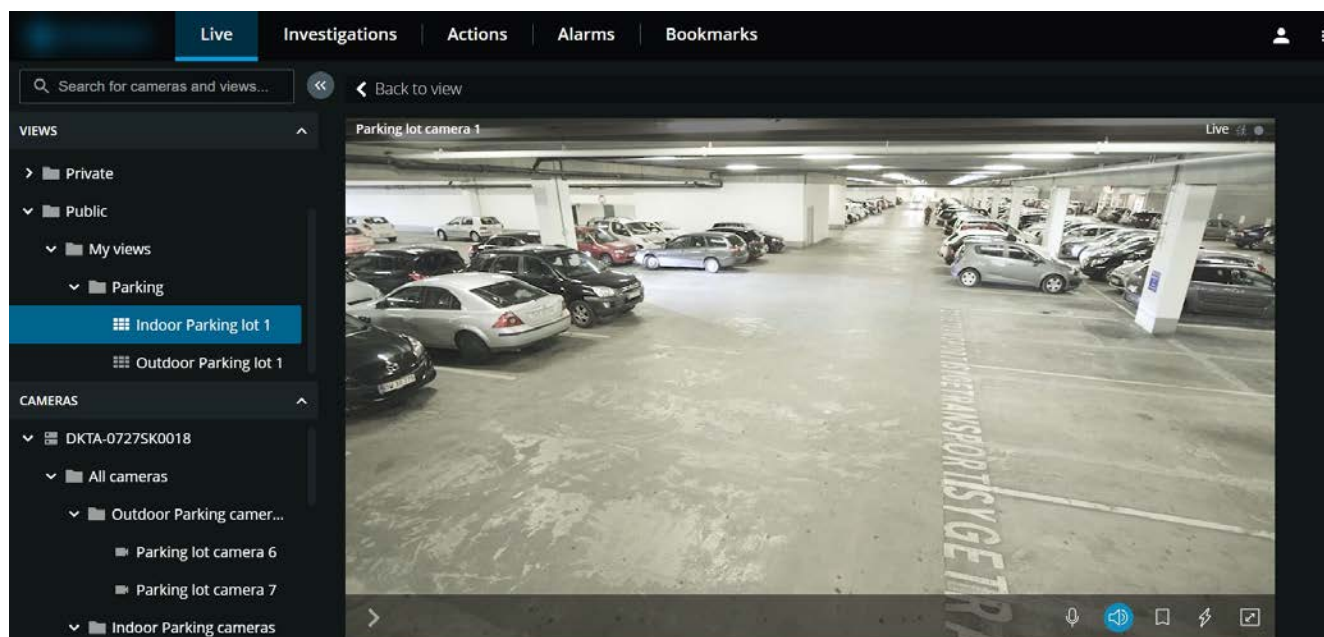 Live
Investigations
Actions
Alarms
Bookmarks
Search for cameras and views...
Back to view
VIEWS
Parking lot camera 1
Live
Private
Public
My views
Parking
Indoor Parking lot 1
Outdoor Parking lot 1
CAMERAS
DKTA-0727SK0018
All cameras
Outdoor Parking camer...
Parking lot camera 6
Parking lot camera 7
Indoor Parking cameras